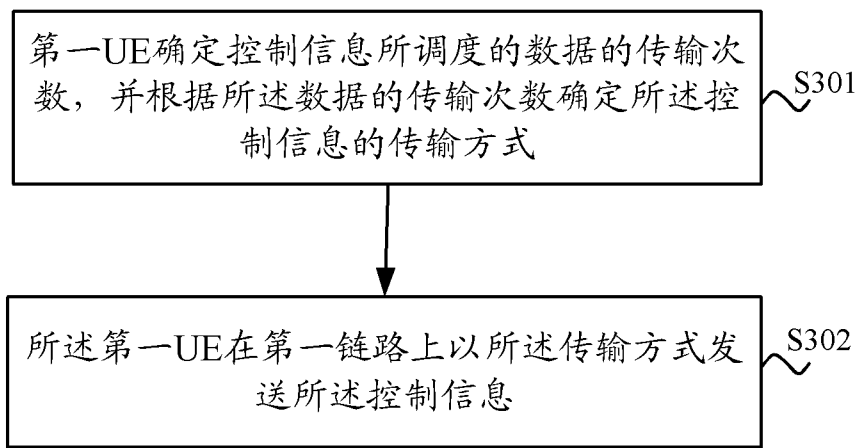 第一UE确定控制信息所调度的数据的传输次
数，并根据所述数据的传输次数确定所述控
制信息的传输方式
S301
所述第一UE在第一链路上以所述传输方式发
送所述控制信息
S302